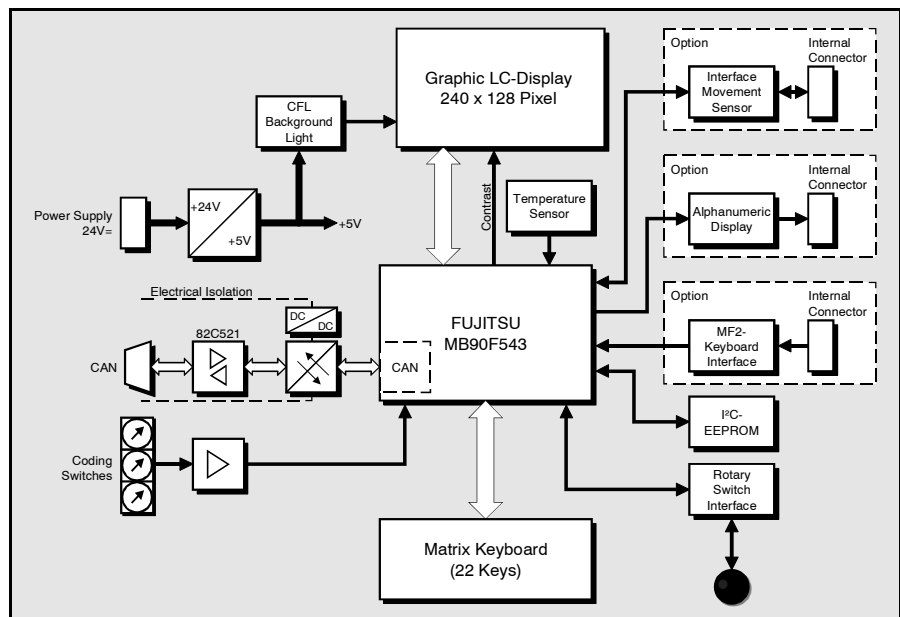 Graphic LC-Display
240 x 128 Pixel
CFL
Background
Light
Power Supply
24V=
+24V
+5V
+5V
Contrast
Temperature
Sensor
Option
Internal
Connector
Interface
Movement
Sensor
Option
Internal
Connector
Alphanumeric
Display
Option
Internal
Connector
MF2-
Keyboard
Interface
Electrical Isolation
DC
DC
82C521
CAN
CAN
FUJITSU
MB90F543
I²C-
EEPROM
Coding
Switches
Rotary
Switch
Interface
Matrix Keyboard
(22 Keys)